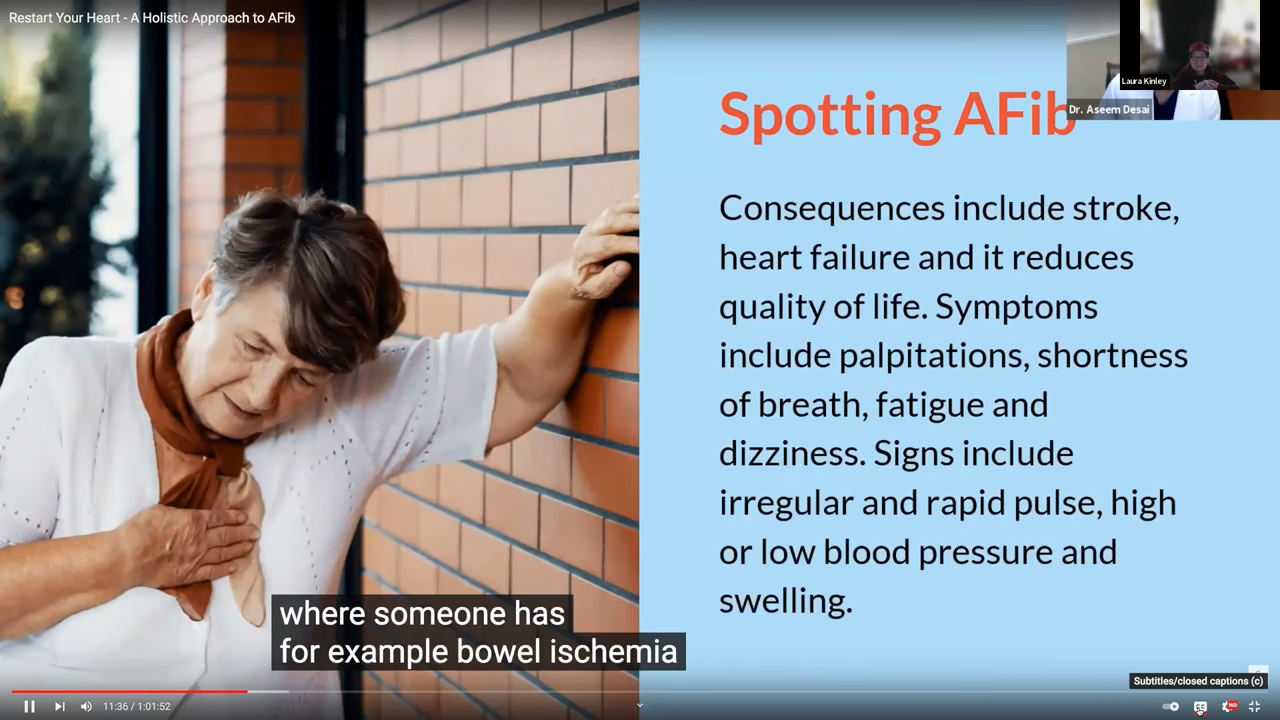 Restart Your Heart - A Holistic Approach to AFib
Laura Kinley
Dr. Aseem Desai
Spotting AFib
Consequences include stroke,
heart failure and it reduces
quality of life. Symptoms
include palpitations, shortness
of breath, fatigue and
dizziness. Signs include
irregular and rapid pulse, high
or low blood pressure and
swelling.
where someone has
for example bowel ischemia
Subtitles/closed captions (c)
11:36 / 1:01:52
CC
HD